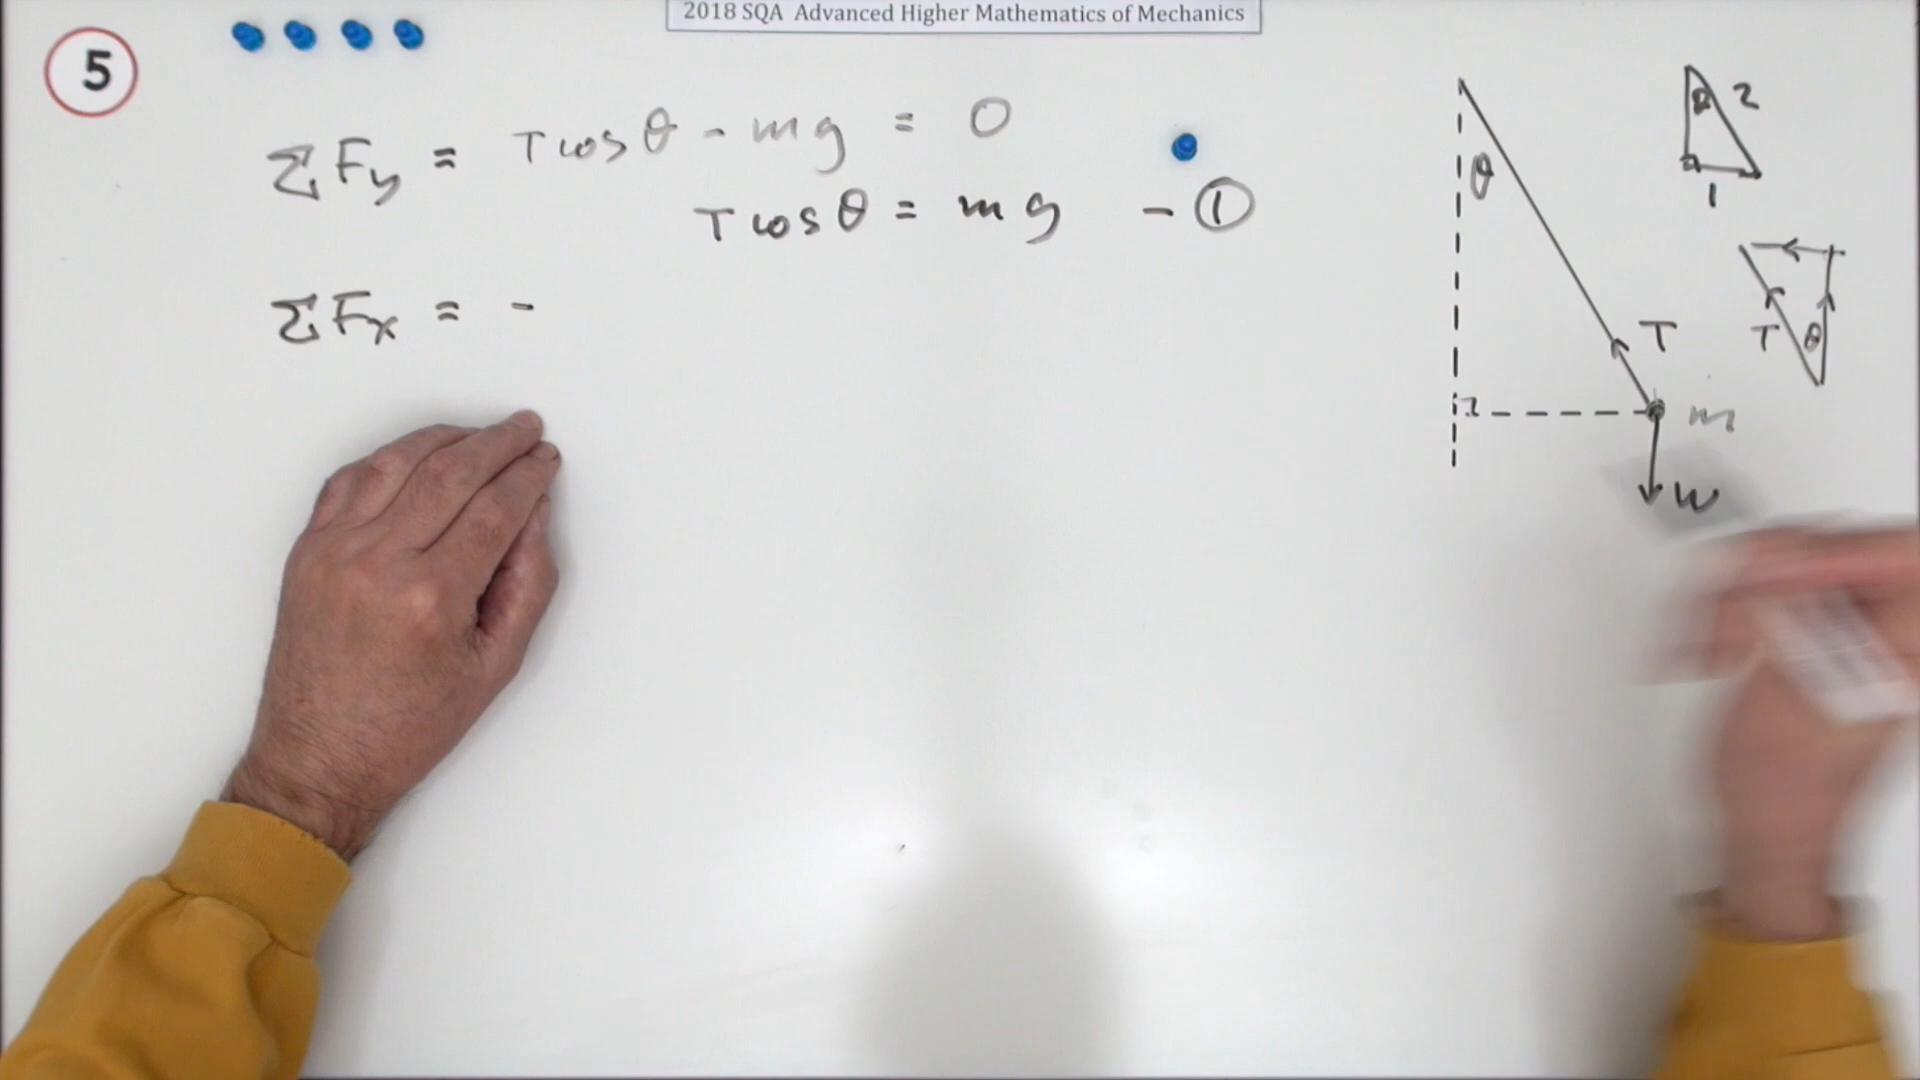 2018 SQA Advanced Higher Mathematics of Mechanics
5
ΣFy = T cos θ - mg = 0
T cos θ = mg - ①
ΣFx = -
θ
T
m
W
2
1
T
θ